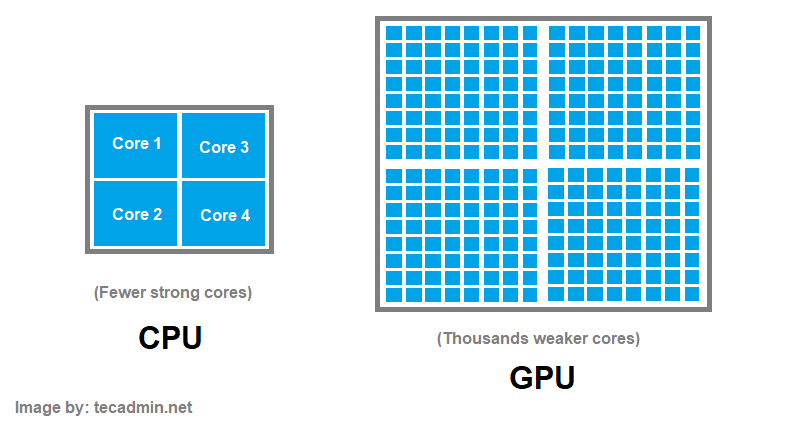 Core 1
Core 3
Core 2
Core 4
(Fewer strong cores)
CPU
(Thousands weaker cores)
GPU
Image by: tecadmin.net